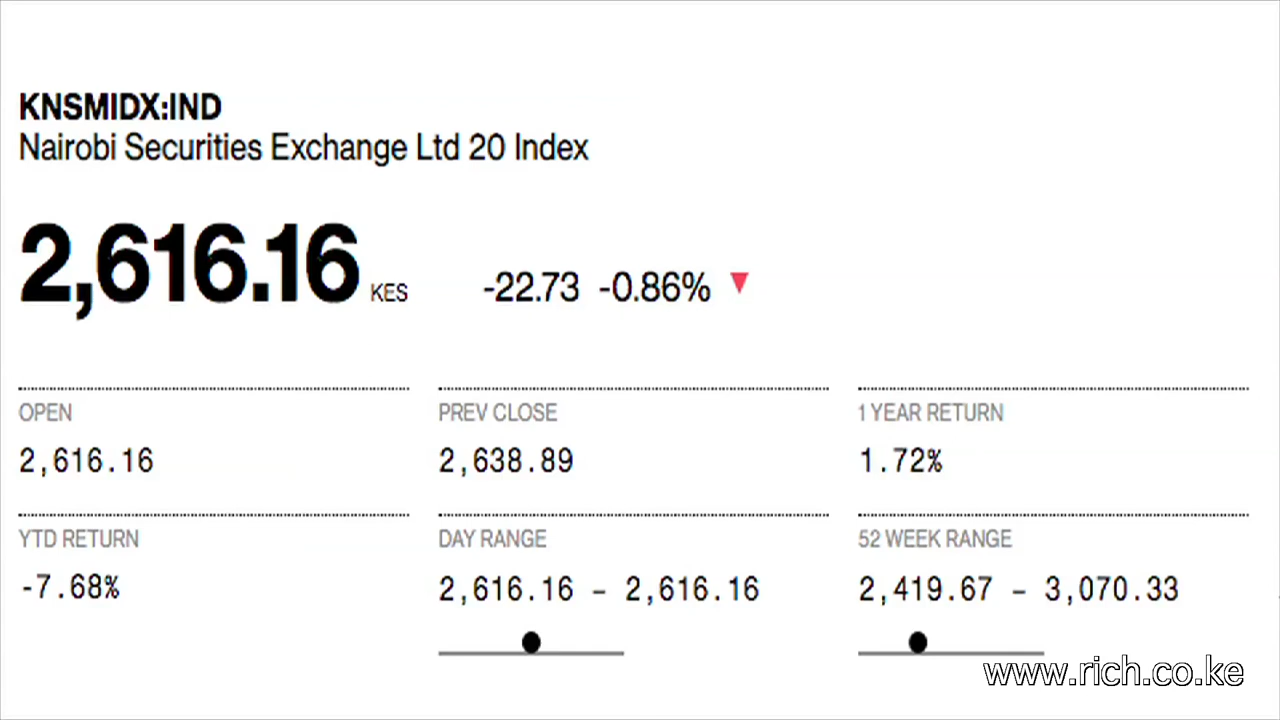 KNSMIDX:IND
Nairobi Securities Exchange Ltd 20 Index
2,616.16 KES -22.73 -0.86%
OPEN PREV CLOSE 1 YEAR RETURN
2,616.16 2,638.89 1.72%
YTD RETURN DAY RANGE 52 WEEK RANGE
-7.68% 2,616.16 – 2,616.16 2,419.67 – 3,070.33
www.rich.co.ke